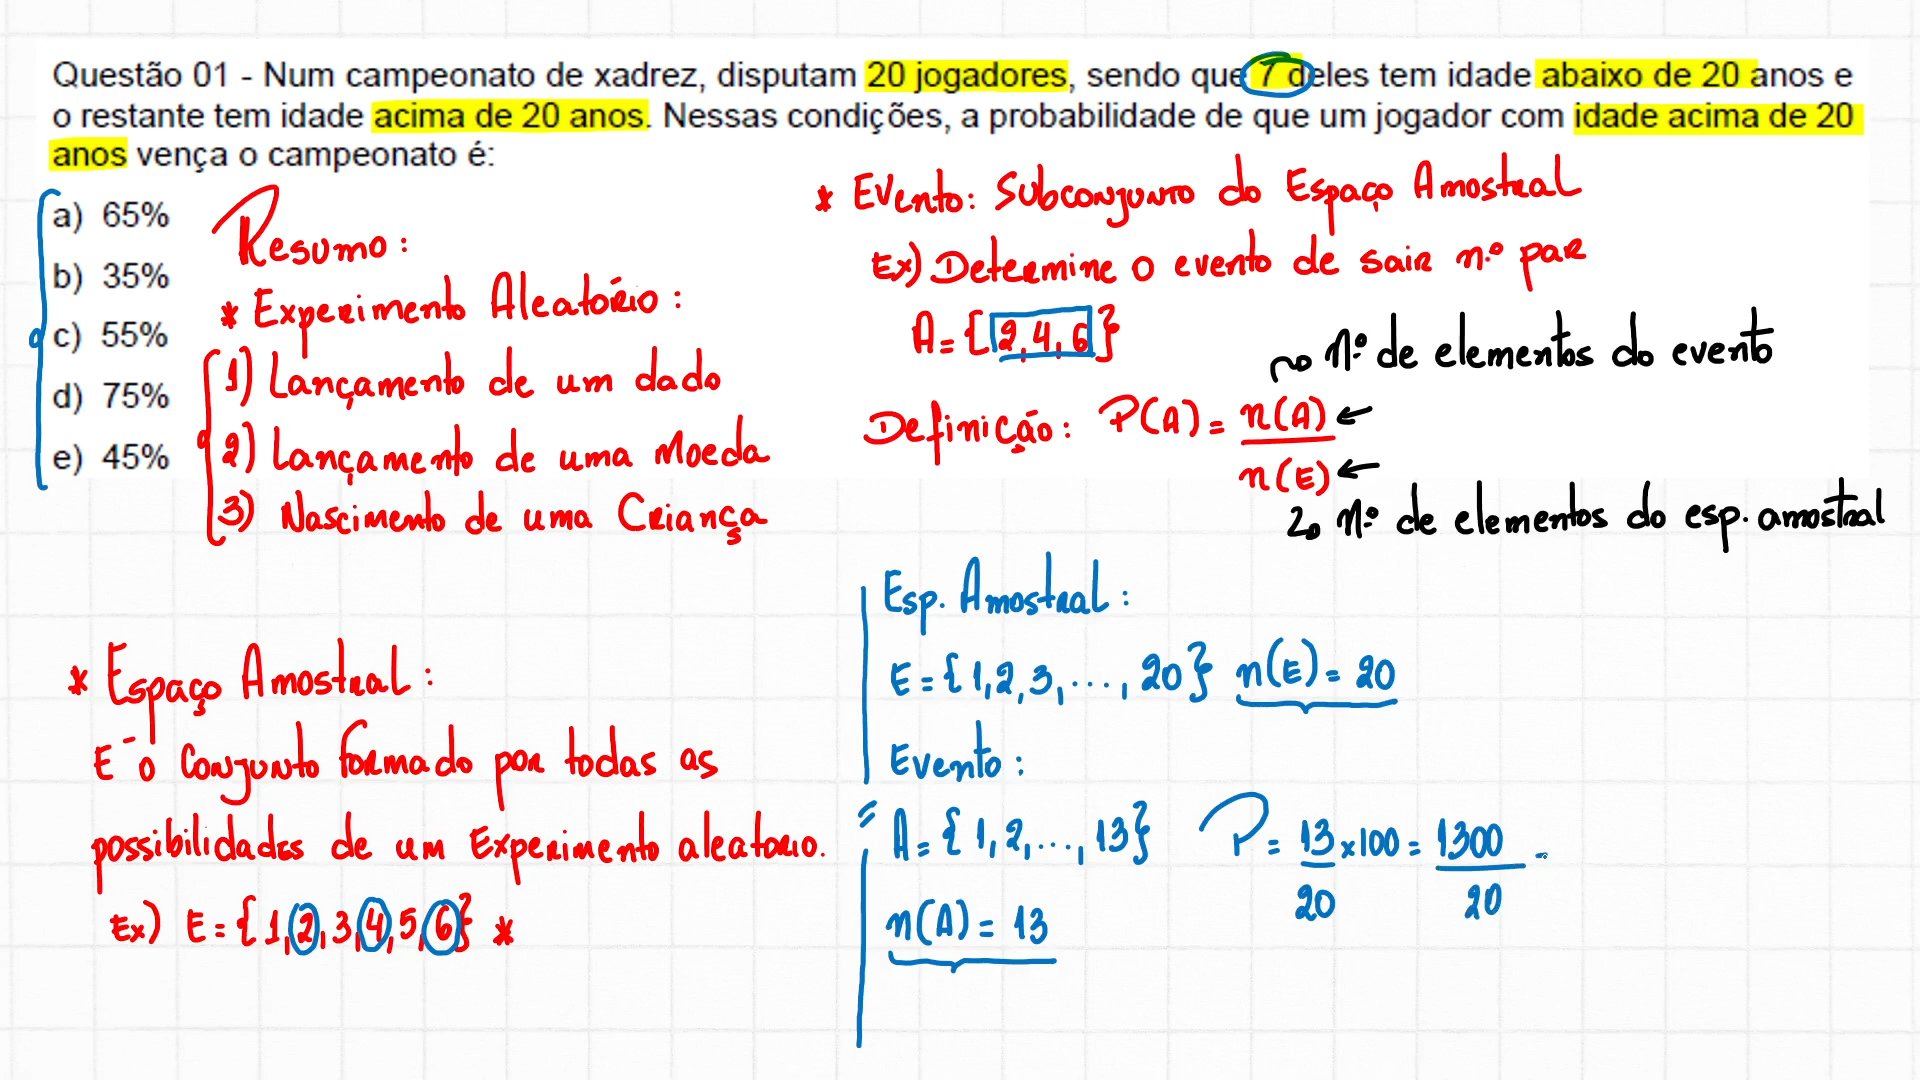 Questão 01 - Num campeonato de xadrez, disputam 20 jogadores, sendo que 7 deles tem idade abaixo de 20 anos e
o restante tem idade acima de 20 anos. Nessas condições, a probabilidade de que um jogador com idade acima de 20
anos vença o campeonato é:
a) 65%
b) 35%
c) 55%
d) 75%
e) 45%
Resumo:
* Experimento Aleatório:
1) Lançamento de um dado
2) Lançamento de uma Moeda
3) Nascimento de uma Criança
* Espaço Amostral:
É o Conjunto formado por todas as
possibilidades de um Experimento aleatorio.
Ex) E = {1,2,3,4,5,6} *
* Evento: Subconjunto do Espaço Amostral
Ex) Determine o evento de sair n.º par
A = {2,4,6}
Nº de elementos do evento
Definição: P(A) = n(A)
n(E)
Nº de elementos do esp. amostral
Esp. Amostral:
E = {1,2,3,...,20} n(E) = 20
Evento:
A = {1,2,...,13}
n(A) = 13
P = 13/20 x100 = 1300/20